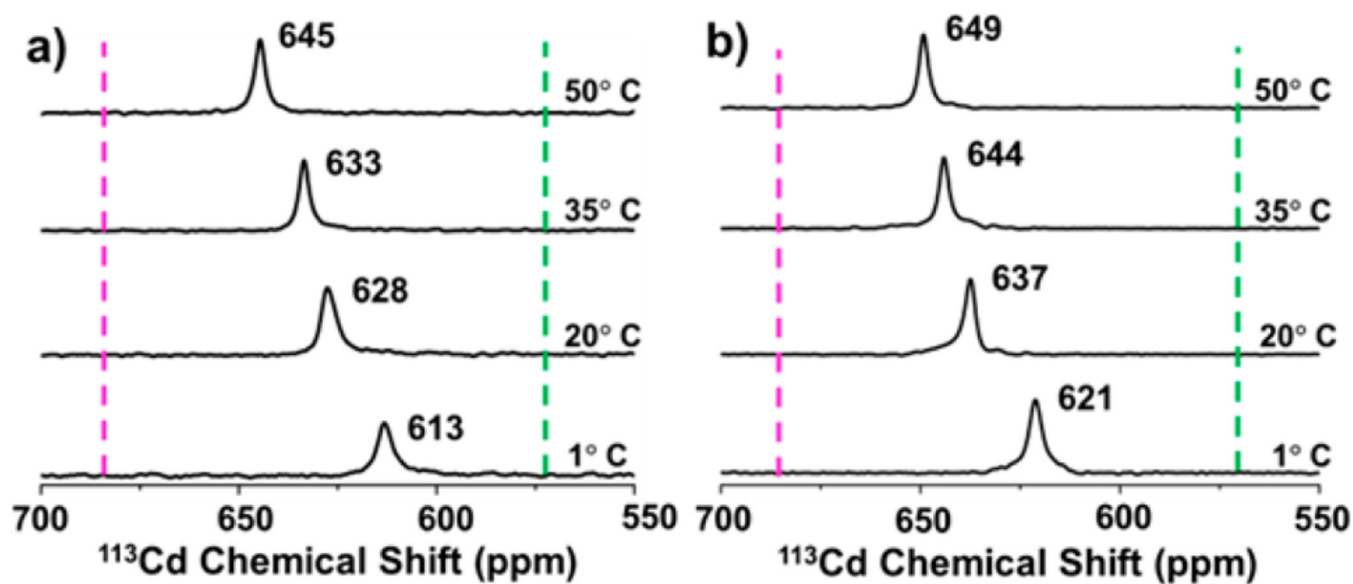 a)
645
50° C
633
35° C
628
20° C
613
1° C
700 650 600 550
¹¹³Cd Chemical Shift (ppm)
b)
649
50° C
644
35° C
637
20° C
621
1° C
700 650 600 550
¹¹³Cd Chemical Shift (ppm)